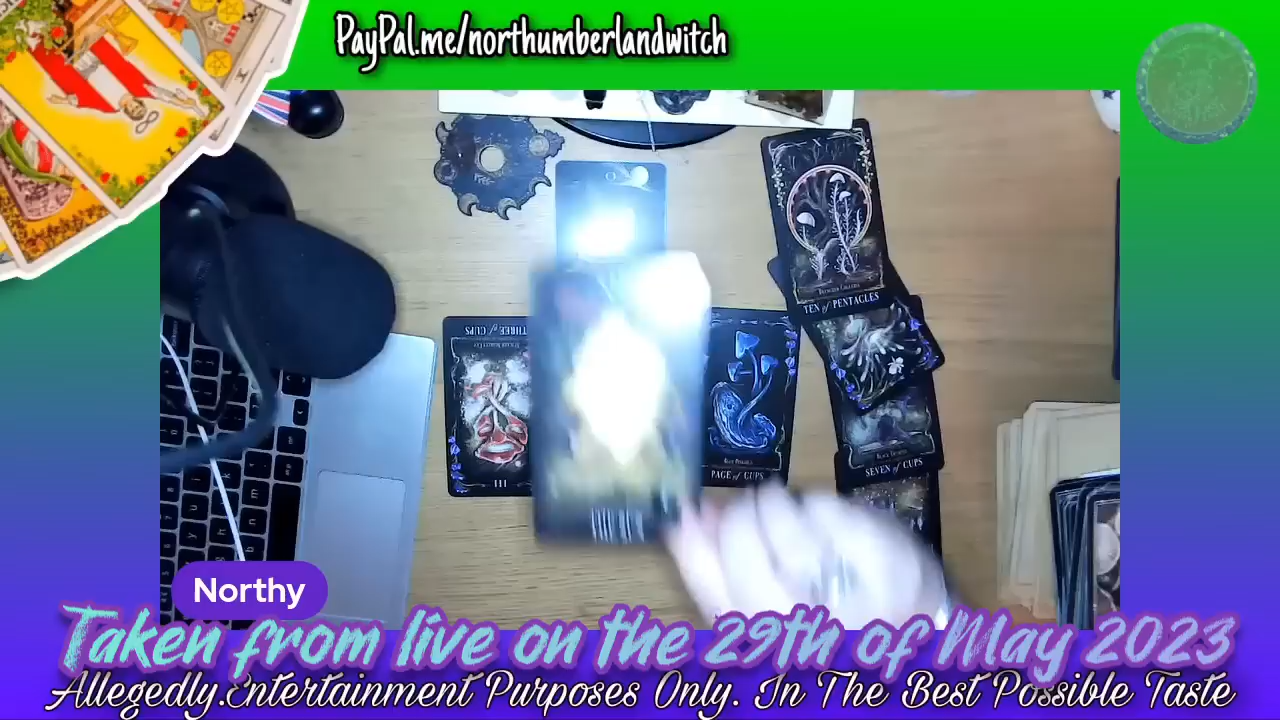 PayPal.me/northumberlandwitch
TEN of PENTACLES
THREE of CUPS
III
PAGE of CUPS
SEVEN of CUPS
Northy
Taken from live on the 29th of May 2023
Allegedly.Entertainment Purposes Only. In The Best Possible Taste